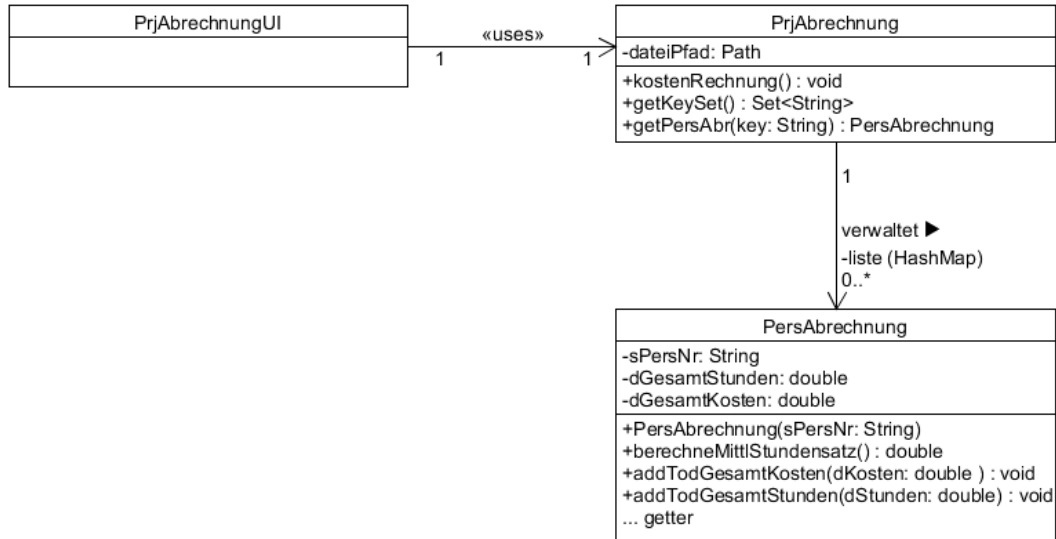 PrjAbrechnungUI
«uses»
1
1
PrjAbrechnung
-dateiPfad: Path
+kostenRechnung() : void
+getKeySet() : Set<String>
+getPersAbr(key: String) : PersAbrechnung
1
verwaltet ▶
-liste (HashMap)
0..*
PersAbrechnung
-sPersNr: String
-dGesamtStunden: double
-dGesamtKosten: double
+PersAbrechnung(sPersNr: String)
+berechneMittlStundensatz() : double
+addTodGesamtKosten(dKosten: double ) : void
+addTodGesamtStunden(dStunden: double) : void
... getter